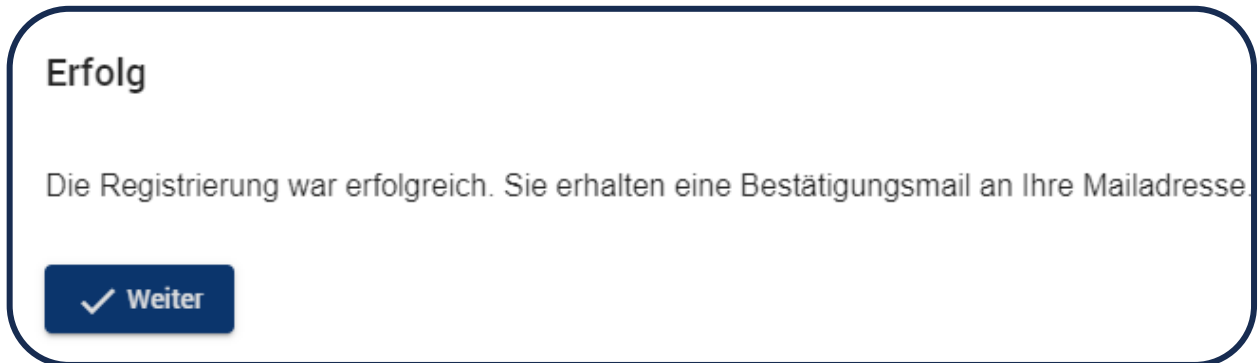 Erfolg
Die Registrierung war erfolgreich. Sie erhalten eine Bestätigungsmail an Ihre Mailadresse.
Weiter